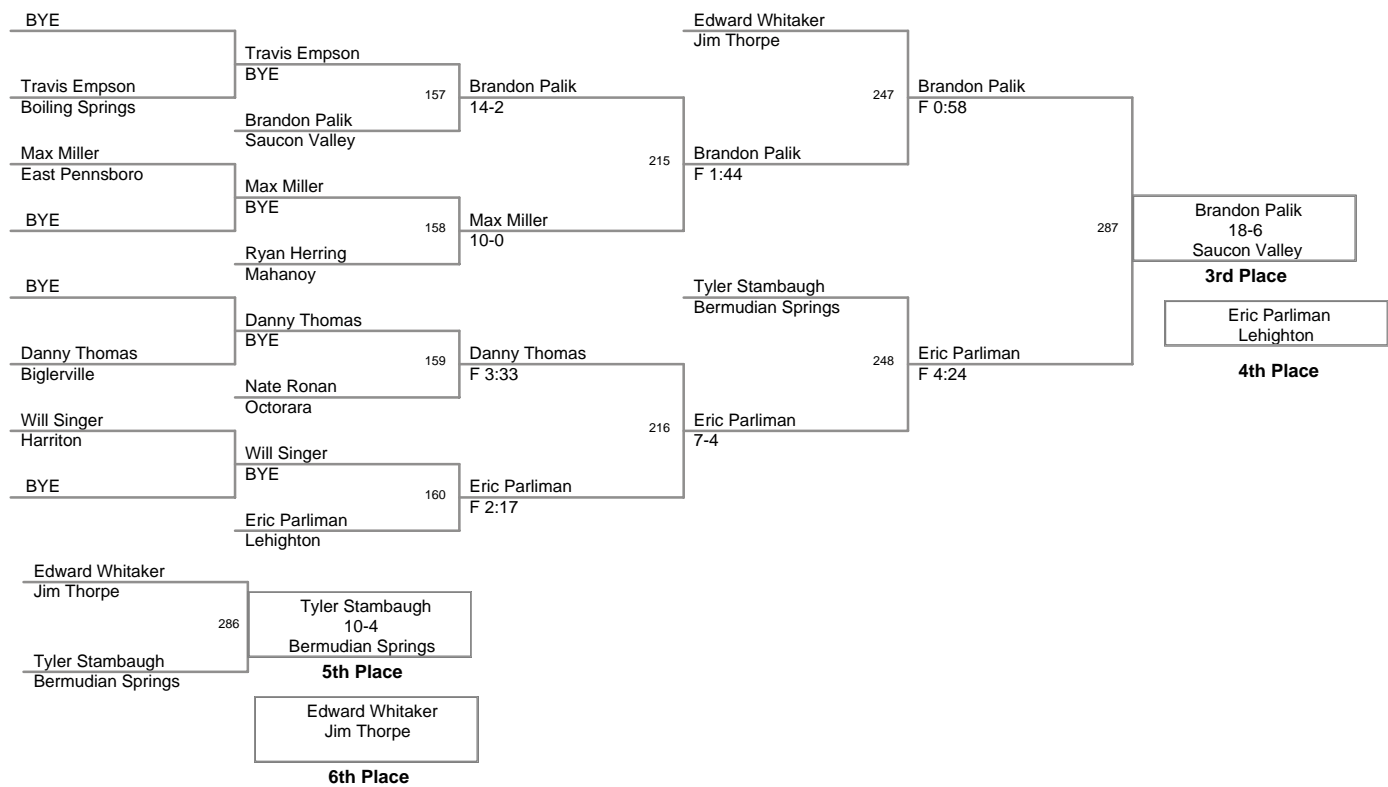 BYE
Travis Empson
Boiling Springs
Max Miller
East Pennsboro
BYE
BYE
Danny Thomas
Biglerville
Will Singer
Harriton
BYE
Travis Empson
BYE
157
Brandon Palik
Saucon Valley
Max Miller
BYE
158
Ryan Herring
Mahanoy
Danny Thomas
BYE
159
Nate Ronan
Octorara
Will Singer
BYE
160
Eric Parliman
Lehighton
Brandon Palik
14-2
215
Max Miller
10-0
Danny Thomas
F 3:33
216
Eric Parliman
F 2:17
Edward Whitaker
Jim Thorpe
247
Brandon Palik
F 1:44
Tyler Stambaugh
Bermudian Springs
248
Eric Parliman
7-4
Brandon Palik
F 0:58
287
Eric Parliman
F 4:24
Brandon Palik
18-6
Saucon Valley
3rd Place
Eric Parliman
Lehighton
4th Place
Edward Whitaker
Jim Thorpe
286
Tyler Stambaugh
Bermudian Springs
Tyler Stambaugh
10-4
Bermudian Springs
5th Place
Edward Whitaker
Jim Thorpe
6th Place